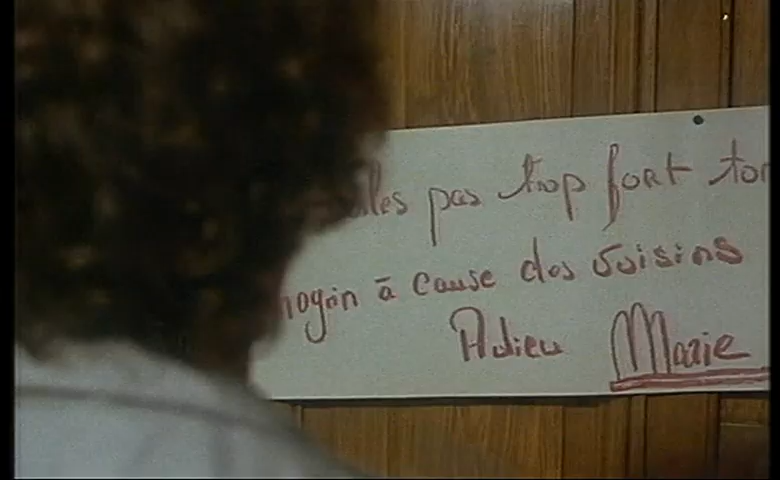 pas trop fort ton
à cause des voisins
Adieu Marie